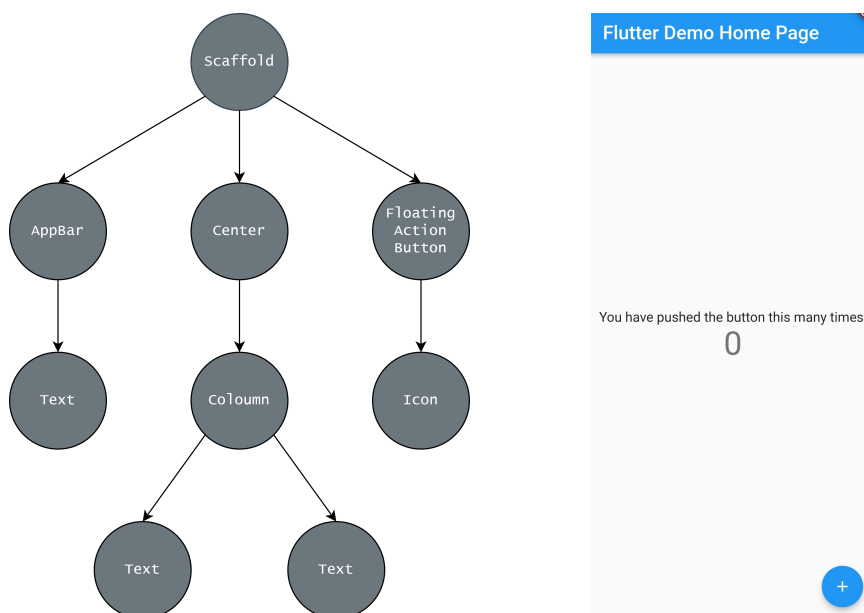 Scaffold
AppBar
Center
Floating
Action
Button
Text
Coloumn
Icon
Text
Text
Flutter Demo Home Page
You have pushed the button this many times
0
+